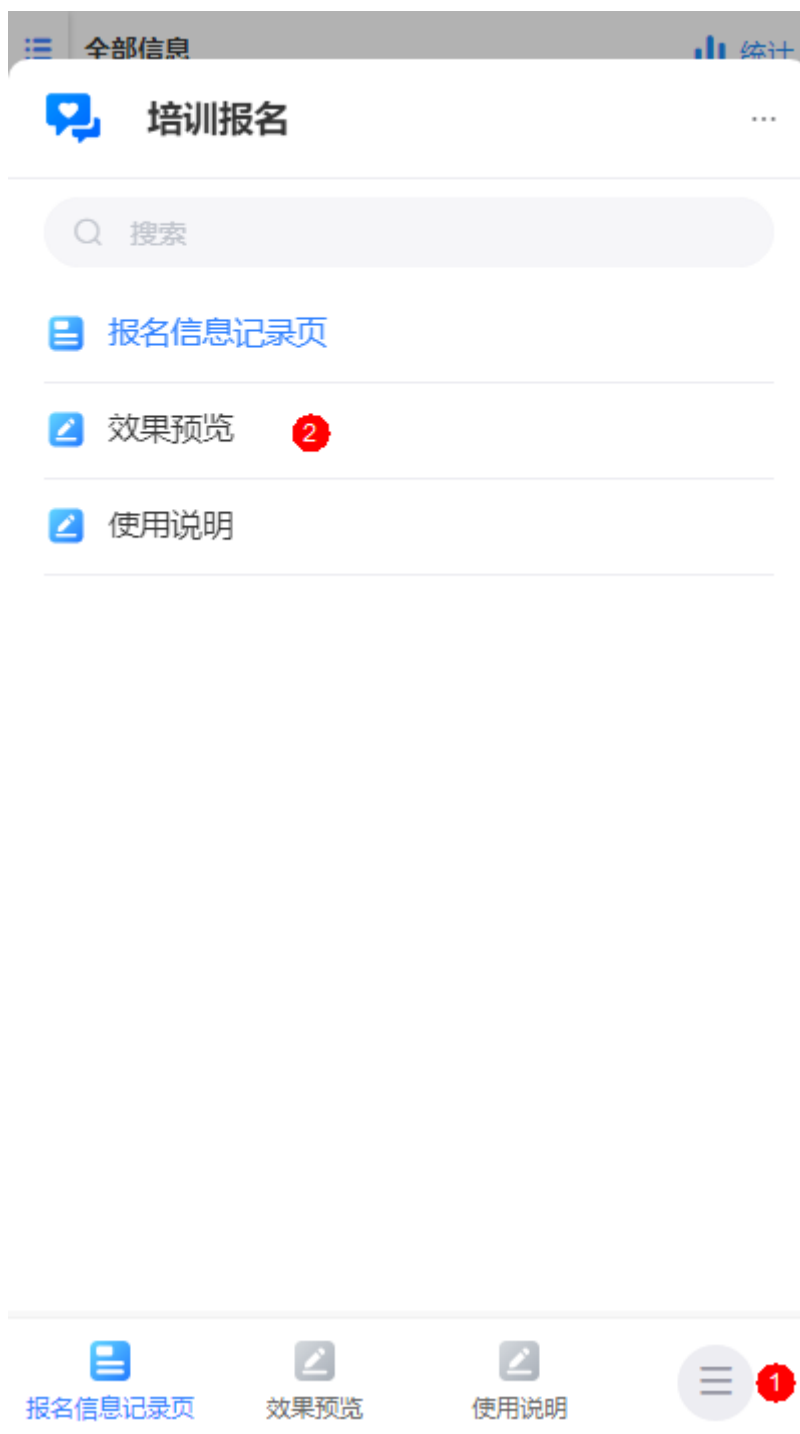 全部信息
统计
培训报名
...
搜索
报名信息记录页
效果预览 2
使用说明
报名信息记录页 效果预览 使用说明 1